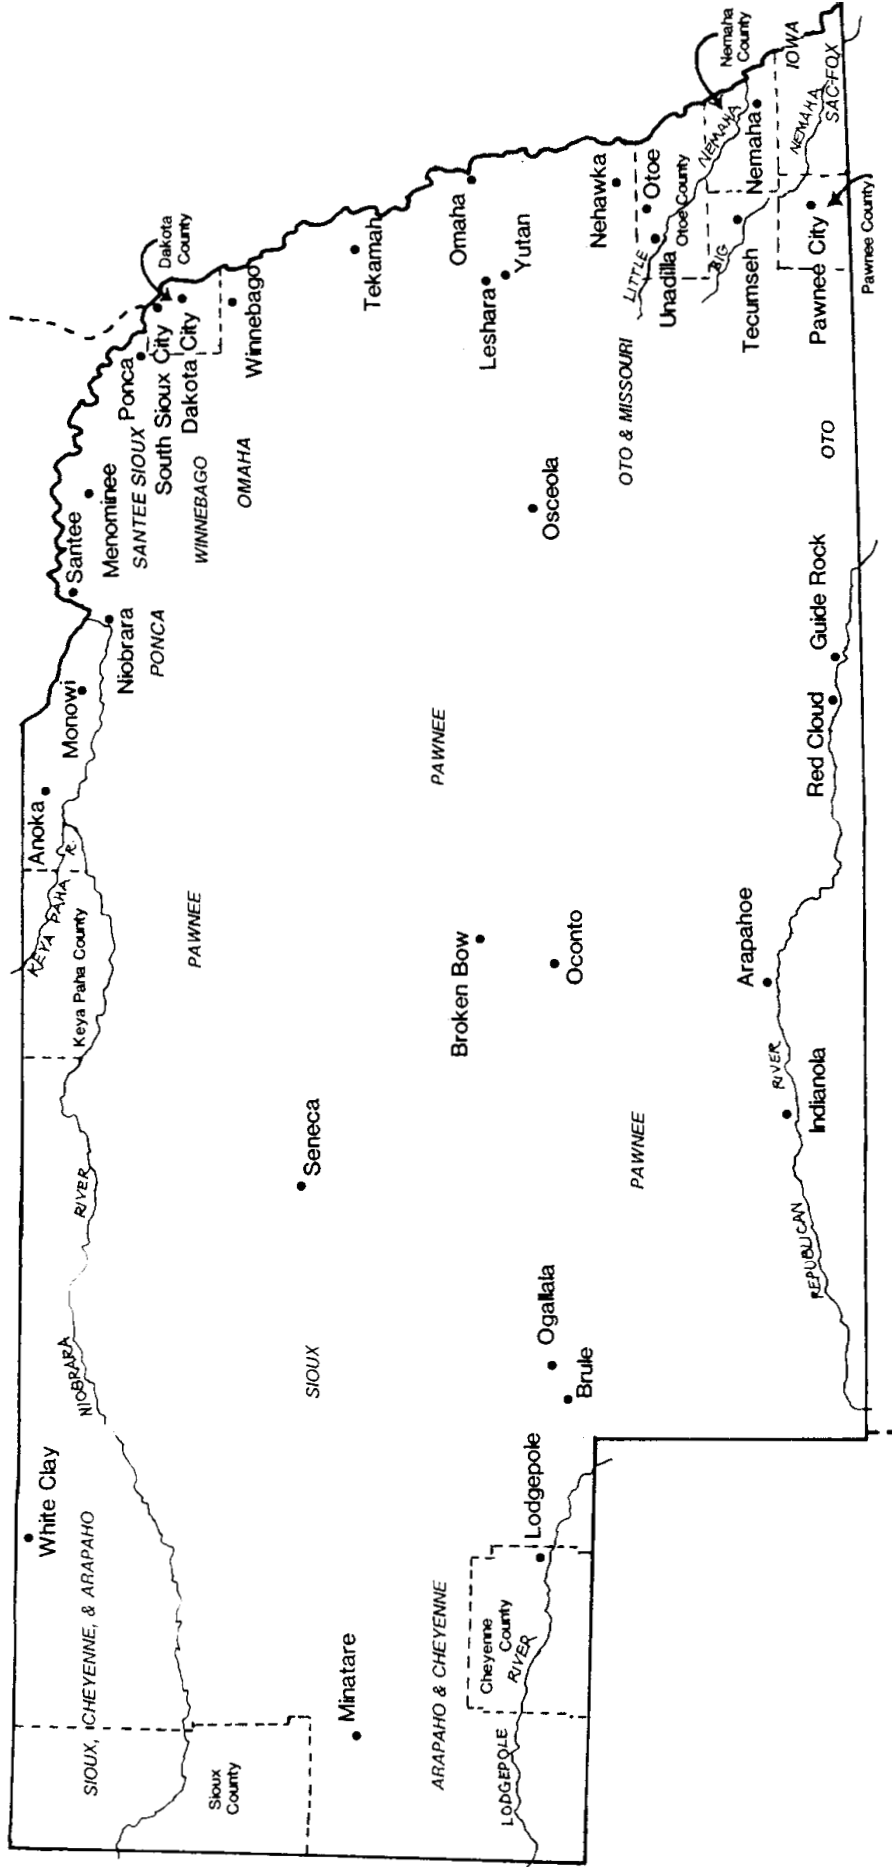 White Clay
SIOUX, CHEYENNE, & ARAPAHO
Sioux
County
NIOBRARA
RIVER
KEYA PAHA
R.
Keya Paha County
Anoka
Monowi
Niobrara
PONCA
Santee
Menominee
SANTEE SIOUX
Ponca
South Sioux City
Dakota City
Dakota
County
WINNEBAGO
Winnebago
OMAHA
PAWNEE
Seneca
SIOUX
Minatare
Tekamah
ARAPAHO & CHEYENNE
PAWNEE
Omaha
Broken Bow
Leshara
Yutan
Cheyenne
County
RIVER
LODGEPOLE
Lodgepole
Ogallala
Brule
Oconto
Osceola
Nehawka
OTO & MISSOURI
PAWNEE
LITTLE
NEMAHA
Otoe
Unadilla
Otoe County
Nemaha
County
BIG
NEMAHA
Tecumseh
Nemaha
IOWA
SAC-FOX
Arapahoe
RIVER
REPUBLICAN
Indianola
Red Cloud
Guide Rock
OTO
Pawnee City
Pawnee County